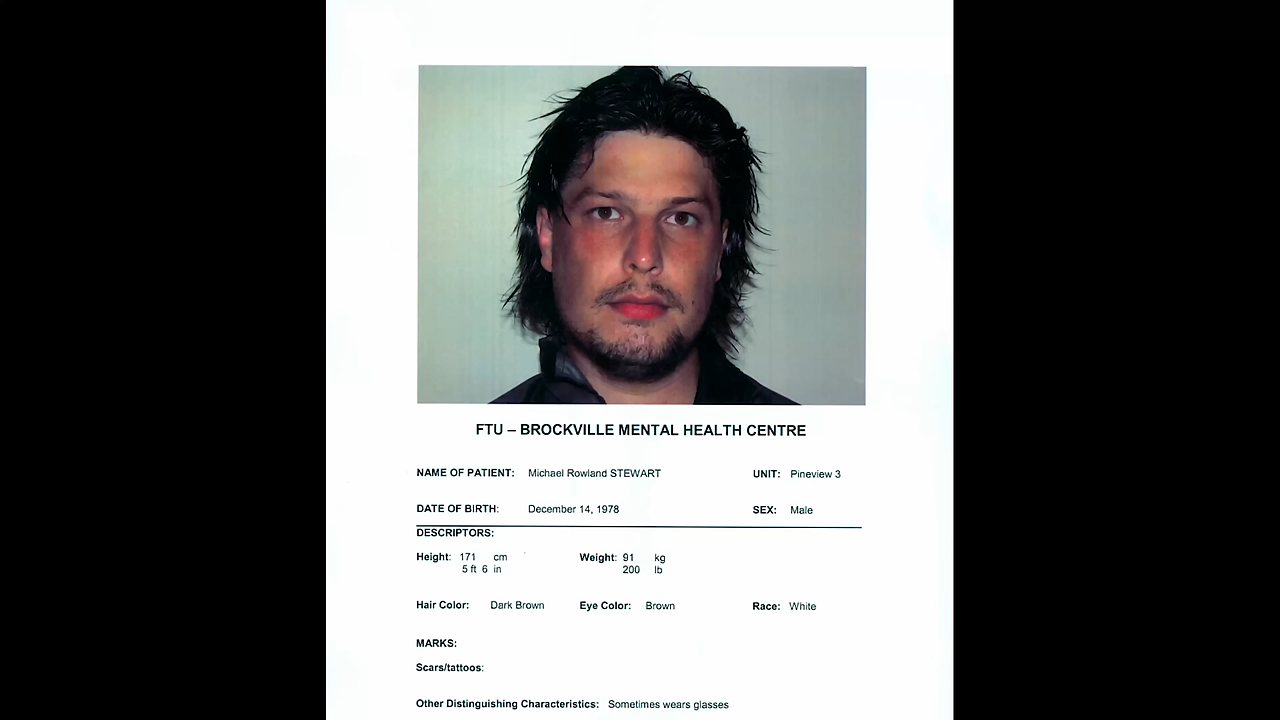 FTU – BROCKVILLE MENTAL HEALTH CENTRE
NAME OF PATIENT: Michael Rowland STEWART UNIT: Pineview 3
DATE OF BIRTH: December 14, 1978 SEX: Male
DESCRIPTORS:
Height: 171 cm Weight: 91 kg
5 ft 6 in 200 lb
Hair Color: Dark Brown Eye Color: Brown Race: White
MARKS:
Scars/tattoos:
Other Distinguishing Characteristics: Sometimes wears glasses